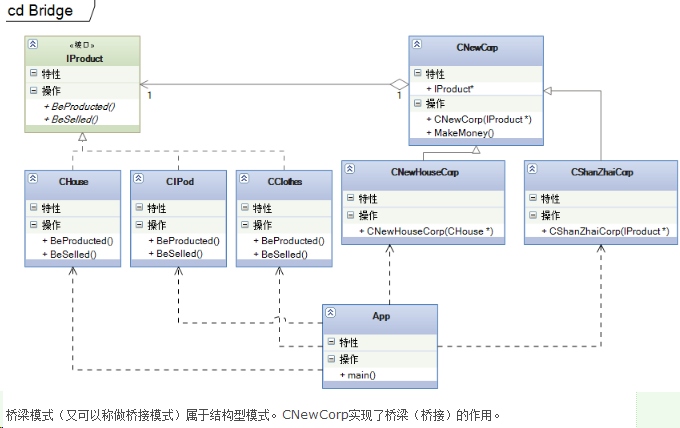 cd Bridge
«接口»
IProduct
特性
操作
+ BeProducted()
+ BeSelled()
1
1
CNewCorp
特性
+ IProduct*
操作
+ CNewCorp(IProduct *)
+ MakeMoney()
CHouse
特性
操作
+ BeProducted()
+ BeSelled()
CIPod
特性
操作
+ BeProducted()
+ BeSelled()
CClothes
特性
操作
+ BeProducted()
+ BeSelled()
CNewHouseCorp
特性
操作
+ CNewHouseCorp(CHouse *)
CShanZhaiCorp
特性
操作
+ CShanZhaiCorp(IProduct *)
App
特性
操作
+ main()
桥梁模式（又可以称做桥接模式）属于结构型模式。CNewCorp实现了桥梁（桥接）的作用。